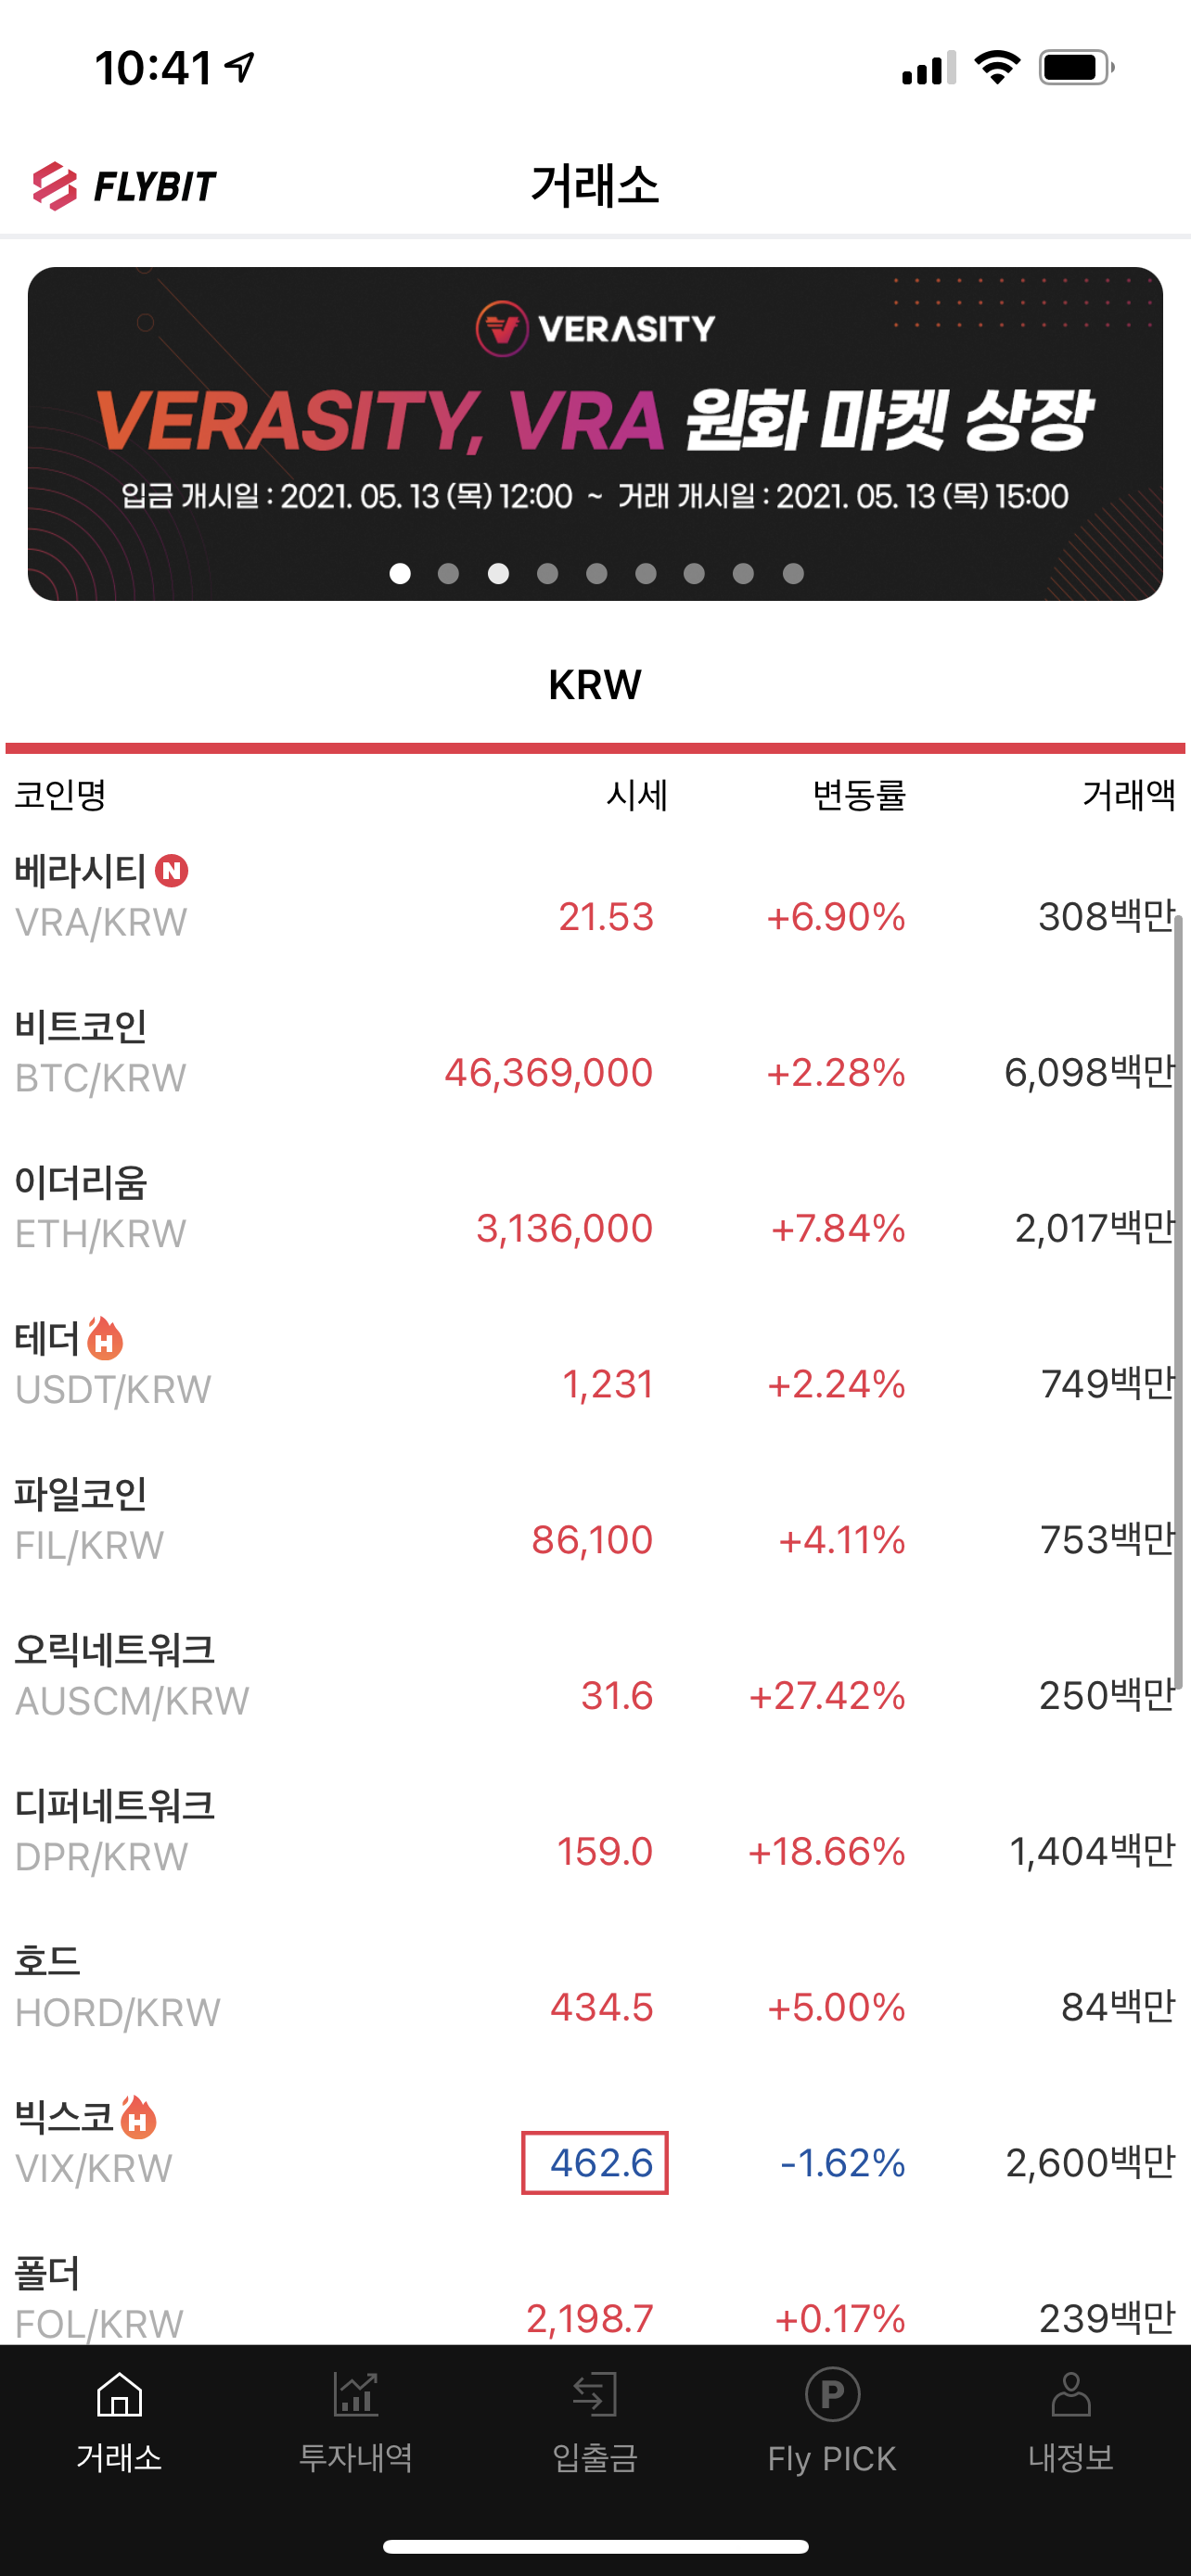 10:41
FLYBIT
거래소
VERASITY
VERASITY, VRA 원화 마켓 상장
입금 개시일 : 2021. 05. 13 (목) 12:00 ~ 거래 개시일 : 2021. 05. 13 (목) 15:00
KRW
코인명 시세 변동률 거래액
베라시티 N
VRA/KRW 21.53 +6.90% 308백만
비트코인
BTC/KRW 46,369,000 +2.28% 6,098백만
이더리움
ETH/KRW 3,136,000 +7.84% 2,017백만
테더 H
USDT/KRW 1,231 +2.24% 749백만
파일코인
FIL/KRW 86,100 +4.11% 753백만
오릭네트워크
AUSCM/KRW 31.6 +27.42% 250백만
디퍼네트워크
DPR/KRW 159.0 +18.66% 1,404백만
호드
HORD/KRW 434.5 +5.00% 84백만
빅스코 H
VIX/KRW 462.6 -1.62% 2,600백만
폴더
FOL/KRW 2,198.7 +0.17% 239백만
P
거래소 투자내역 입출금 Fly PICK 내정보